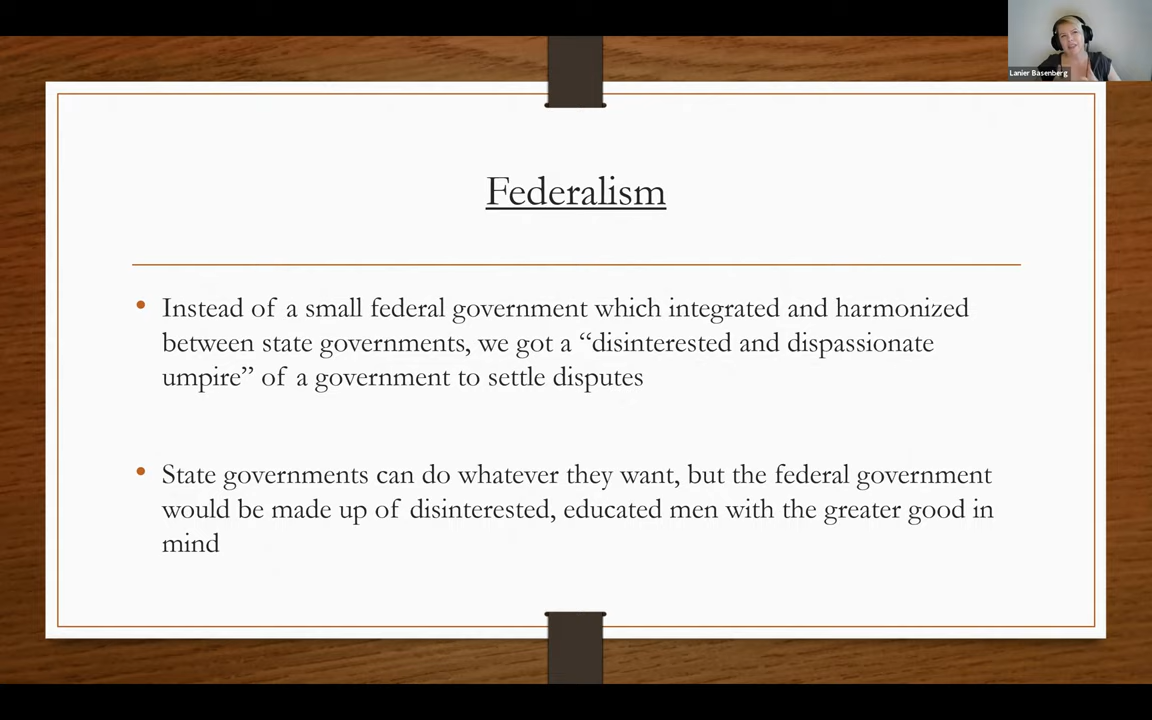 Lanier Basenberg
Federalism
• Instead of a small federal government which integrated and harmonized
between state governments, we got a “disinterested and dispassionate
umpire” of a government to settle disputes
• State governments can do whatever they want, but the federal government
would be made up of disinterested, educated men with the greater good in
mind